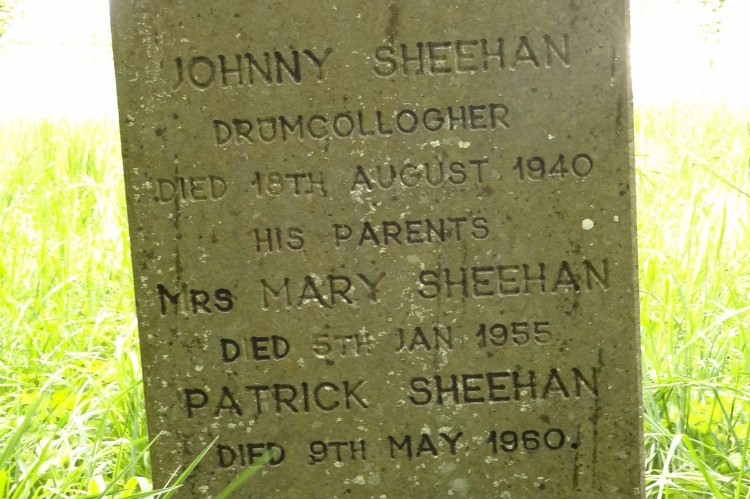 JOHNNY SHEEHAN
DRUMCOLLOGHER
DIED 18TH AUGUST 1940
HIS PARENTS
MRS MARY SHEEHAN
DIED 5TH JAN 1955
PATRICK SHEEHAN
DIED 9TH MAY 1960.